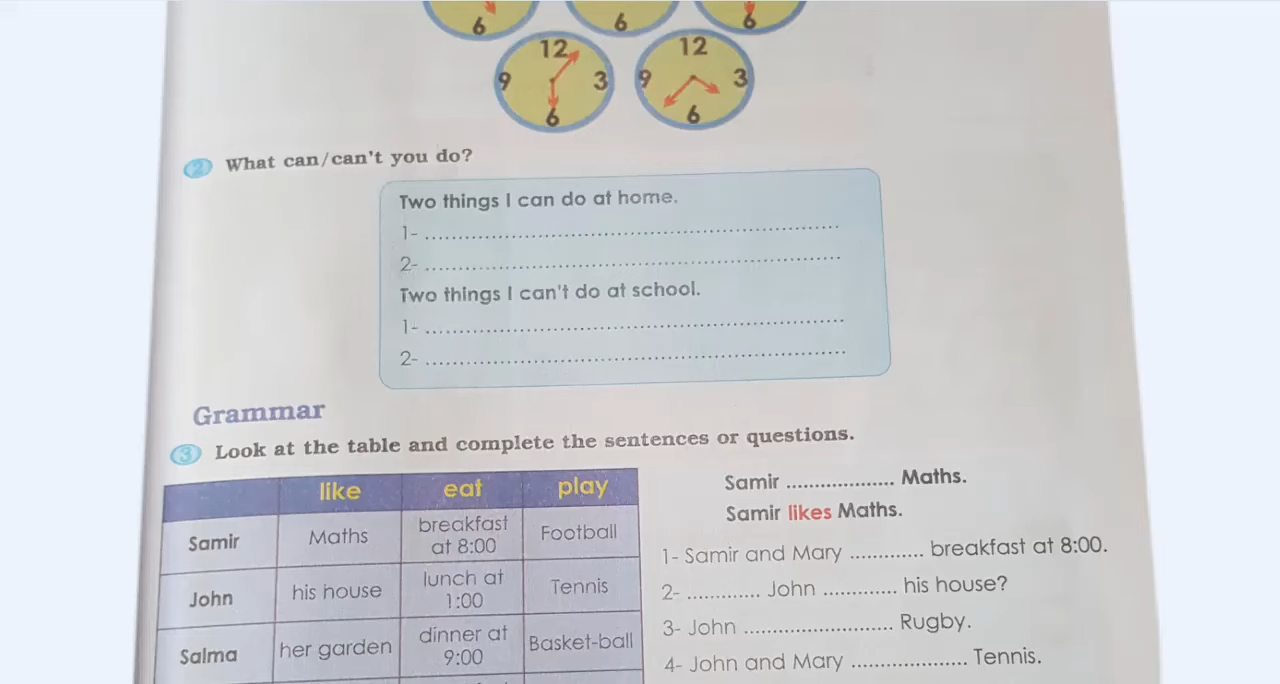 6 6 6
12 12
9 3 9 3
6 6
2 What can/can't you do?
Two things I can do at home.
1- ........................................
2- ........................................
Two things I can't do at school.
1- ........................................
2- ........................................
Grammar
3 Look at the table and complete the sentences or questions.
like eat play
Samir Maths breakfast at 8:00 Football
John his house lunch at 1:00 Tennis
Salma her garden dinner at 9:00 Basket-ball
Samir ................... Maths.
Samir likes Maths.
1- Samir and Mary ............. breakfast at 8:00.
2- ............. John ............. his house?
3- John .......................... Rugby.
4- John and Mary .................... Tennis.